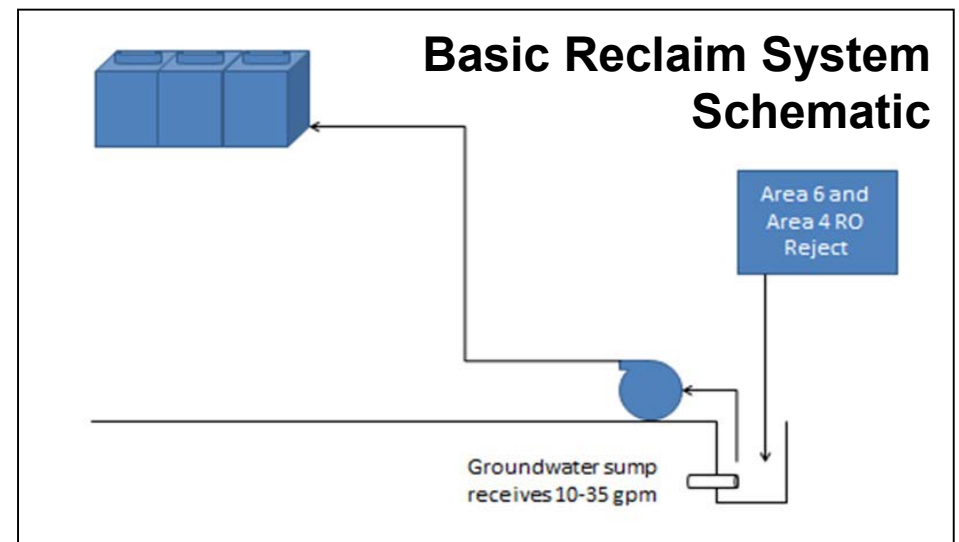 Basic Reclaim System
Schematic
Area 6 and
Area 4 RO
Reject
Groundwater sump
receives 10-35 gpm